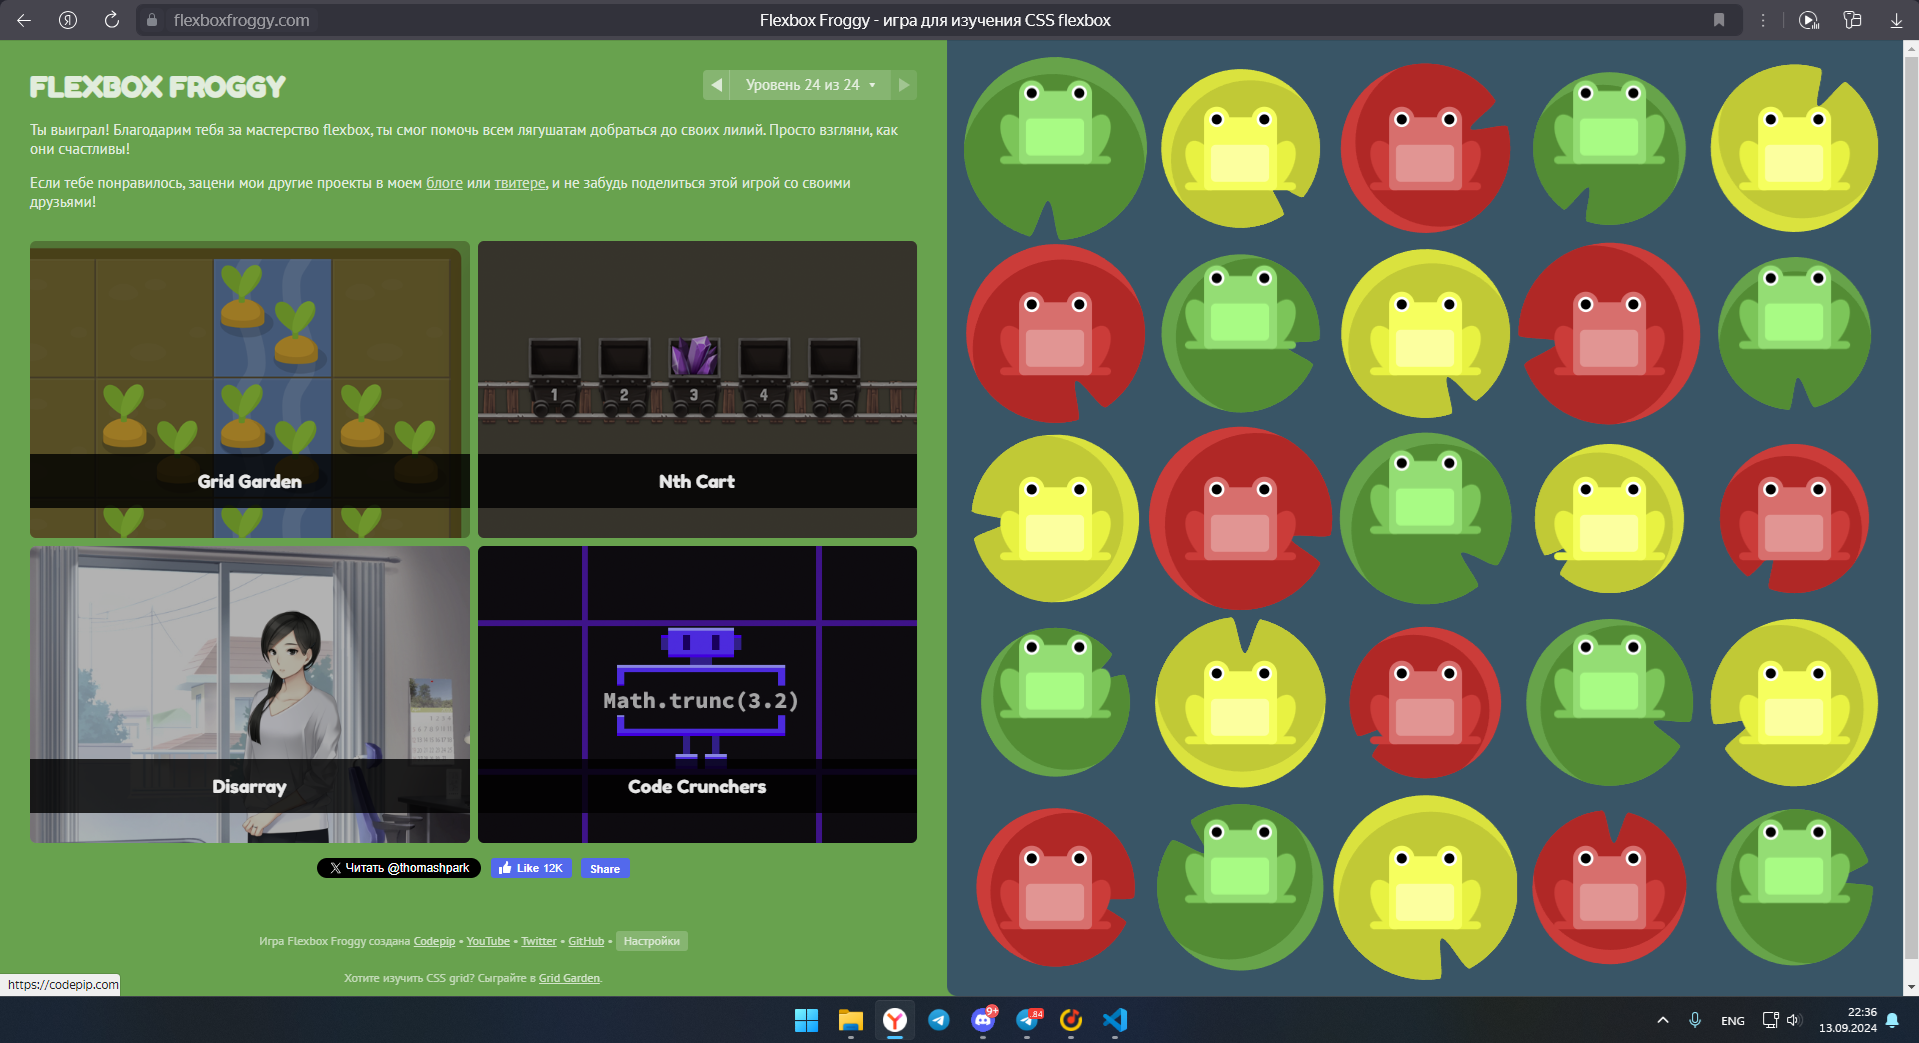 flexboxfroggy.com
Flexbox Froggy - игра для изучения CSS flexbox
FLEXBOX FROGGY
Уровень 24 из 24
Ты выиграл! Благодарим тебя за мастерство flexbox, ты смог помочь всем лягушатам добраться до своих лилий. Просто взгляни, как
они счастливы!
Если тебе понравилось, зацени мои другие проекты в моем блоге или твитере, и не забудь поделиться этой игрой со своими
друзьями!
Grid Garden
1 2 3 4 5
Nth Cart
Disarray
Math.trunc(3.2)
Code Crunchers
X Читать @thomashpark
Like 12K
Share
Игра Flexbox Froggy создана Codepip • YouTube • Twitter • GitHub • Настройки
Хотите изучить CSS grid? Сыграйте в Grid Garden.
https://codepip.com
9+
84
ENG
22:36
13.09.2024